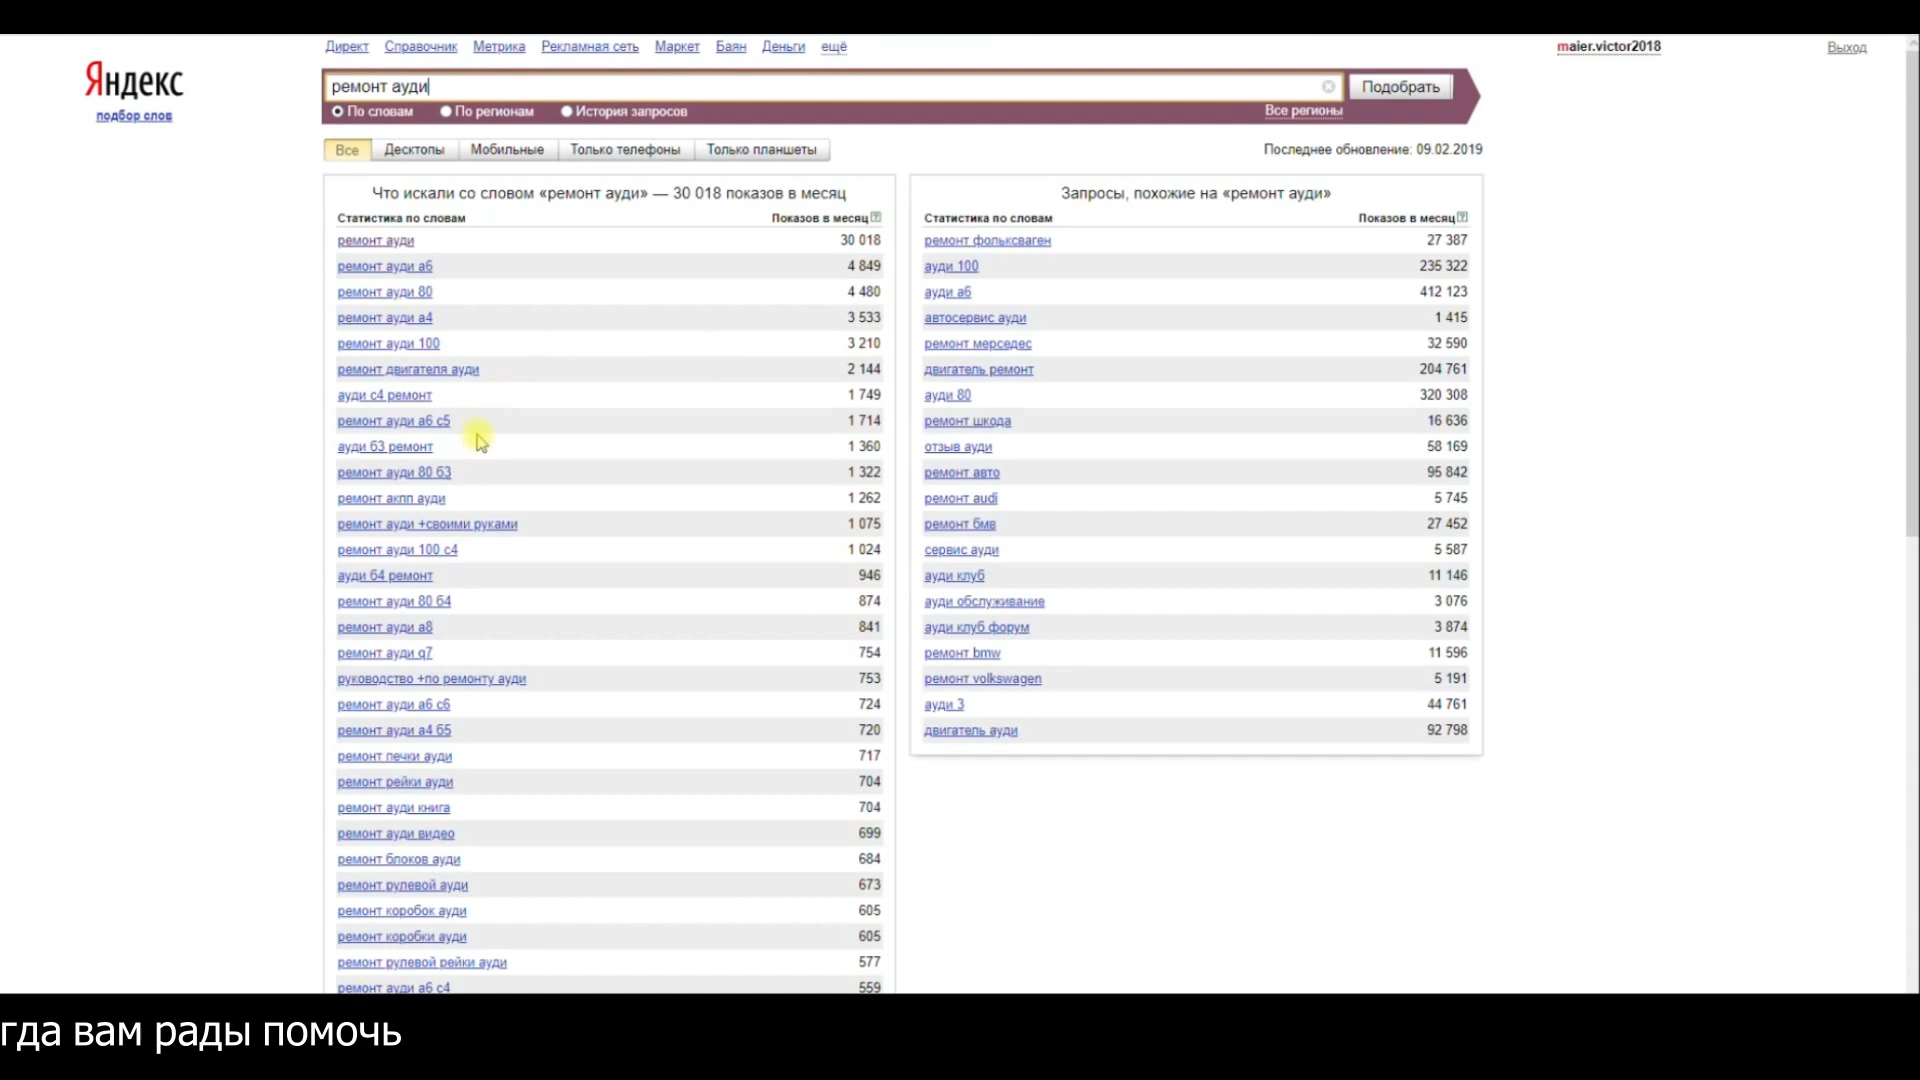 Директ Справочник Метрика Рекламная сеть Маркет Баян Деньги ещё
maier.victor2018 Выход
Яндекс
подбор слов
ремонт ауди
Подобрать
По словам По регионам История запросов
Все регионы
Все Десктопы Мобильные Только телефоны Только планшеты
Последнее обновление: 09.02.2019
Что искали со словом «ремонт ауди» — 30 018 показов в месяц
Статистика по словам Показов в месяц
ремонт ауди 30 018
ремонт ауди а6 4 849
ремонт ауди 80 4 480
ремонт ауди а4 3 533
ремонт ауди 100 3 210
ремонт двигателя ауди 2 144
ауди с4 ремонт 1 749
ремонт ауди а6 с5 1 714
ауди б3 ремонт 1 360
ремонт ауди 80 б3 1 322
ремонт акпп ауди 1 262
ремонт ауди +своими руками 1 075
ремонт ауди 100 с4 1 024
ауди б4 ремонт 946
ремонт ауди 80 б4 874
ремонт ауди а8 841
ремонт ауди q7 754
руководство +по ремонту ауди 753
ремонт ауди а6 с6 724
ремонт ауди а4 б5 720
ремонт печки ауди 717
ремонт рейки ауди 704
ремонт ауди книга 704
ремонт ауди видео 699
ремонт блоков ауди 684
ремонт рулевой ауди 673
ремонт коробок ауди 605
ремонт коробки ауди 605
ремонт рулевой рейки ауди 577
ремонт ауди а6 с4 559
Запросы, похожие на «ремонт ауди»
Статистика по словам Показов в месяц
ремонт фольксваген 27 387
ауди 100 235 322
ауди а6 412 123
автосервис ауди 1 415
ремонт мерседес 32 590
двигатель ремонт 204 761
ауди 80 320 308
ремонт шкода 16 636
отзыв ауди 58 169
ремонт авто 95 842
ремонт audi 5 745
ремонт бмв 27 452
сервис ауди 5 587
ауди клуб 11 146
ауди обслуживание 3 076
ауди клуб форум 3 874
ремонт bmw 11 596
ремонт volkswagen 5 191
ауди 3 44 761
двигатель ауди 92 798
гда вам рады помочь